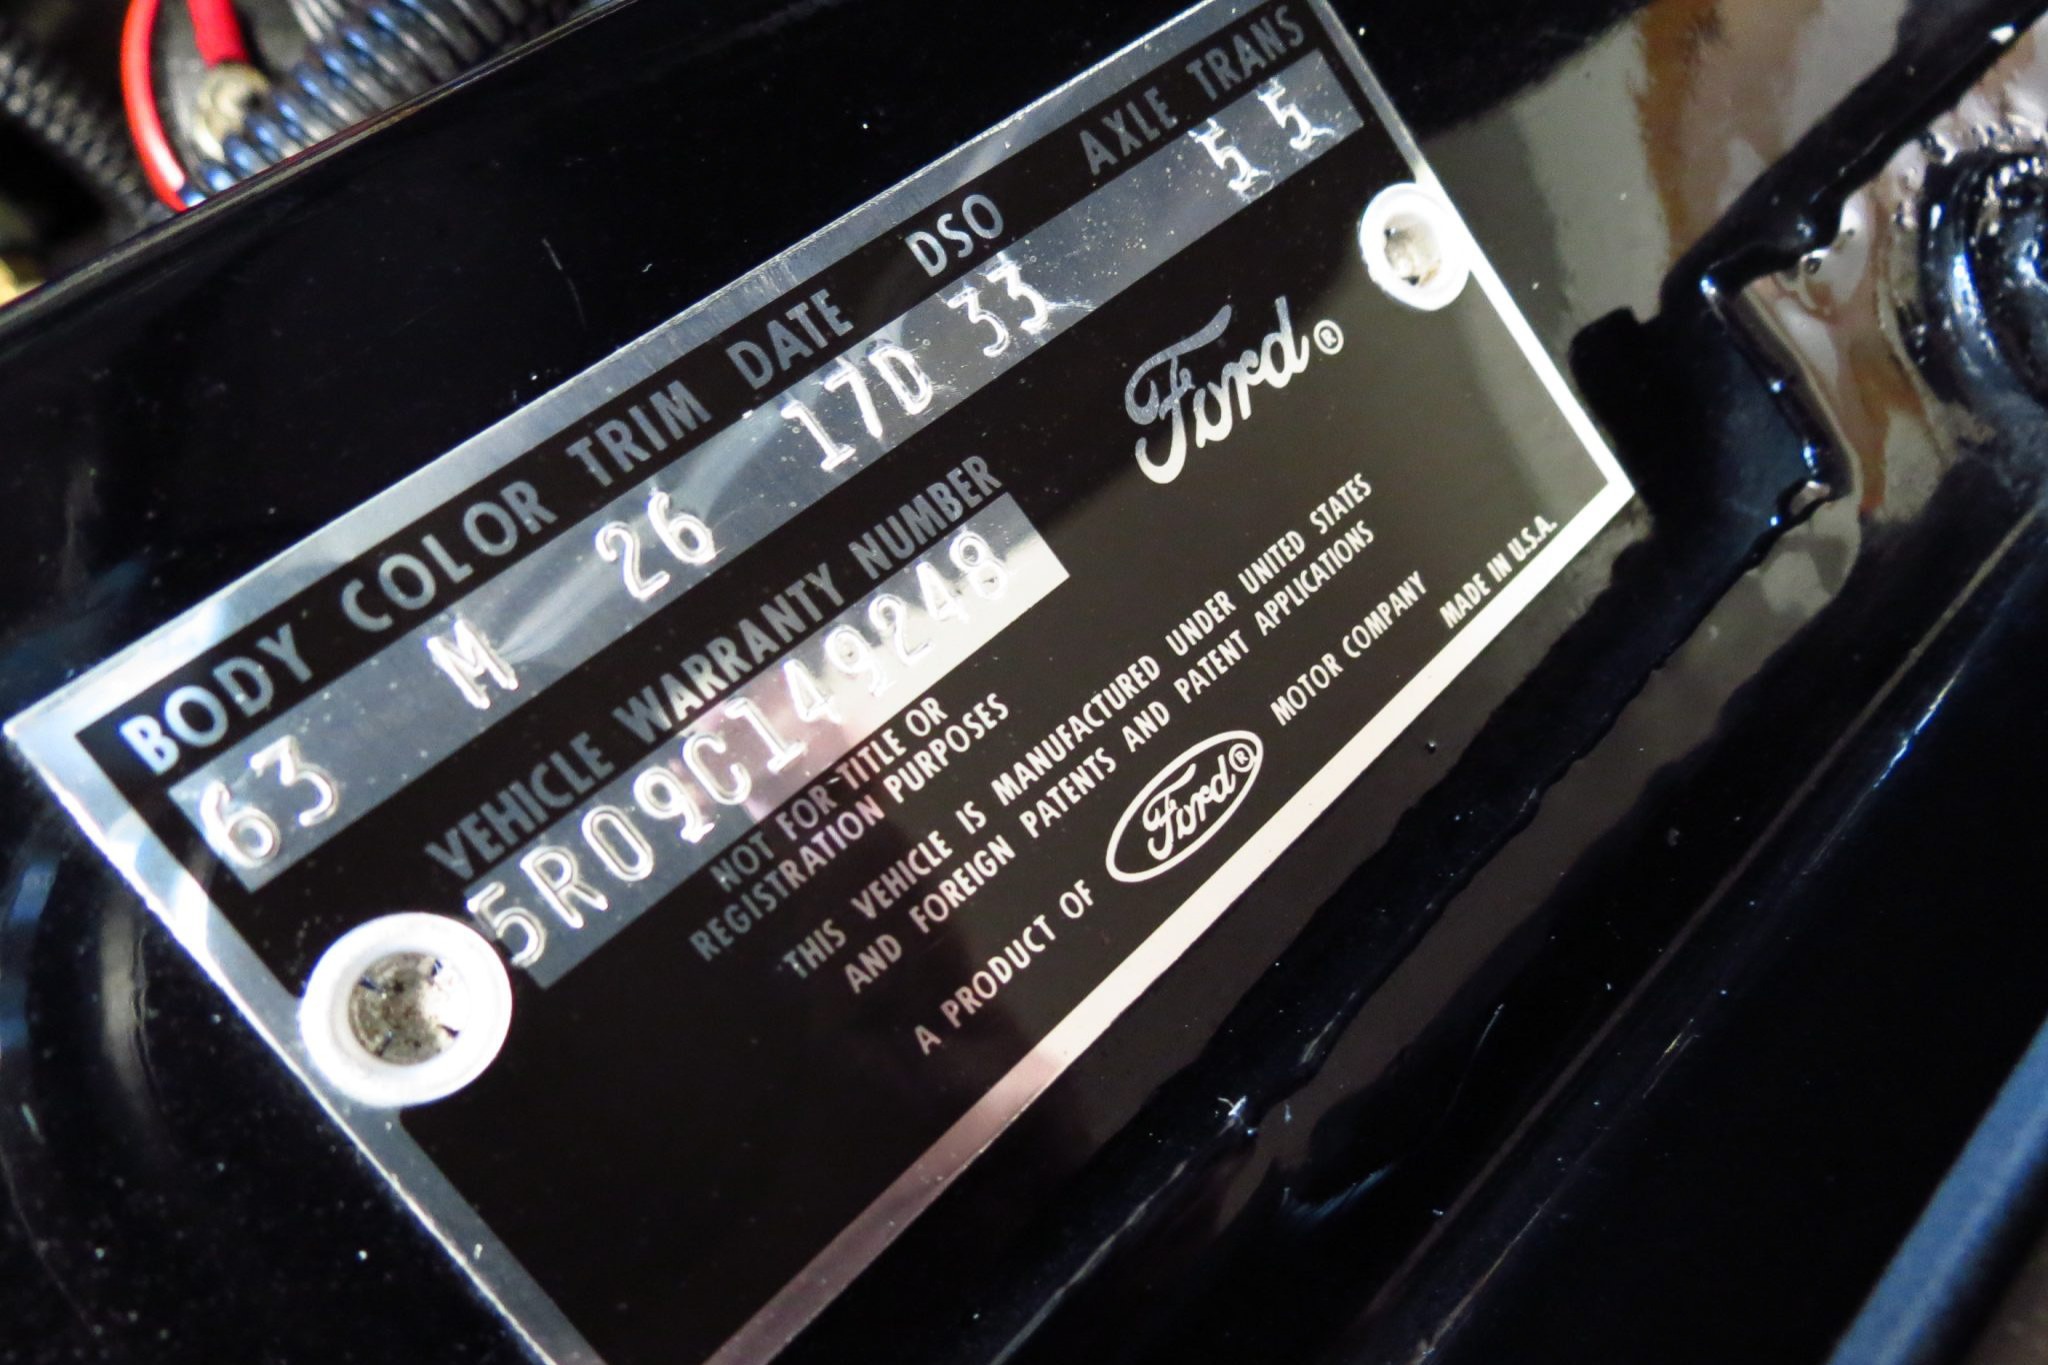 BODY COLOR TRIM DATE DSO AXLE TRANS
63 M 26 17D 33 5 5
VEHICLE WARRANTY NUMBER
5R09C149248
Ford®
NOT FOR TITLE OR
REGISTRATION PURPOSES
THIS VEHICLE IS MANUFACTURED UNDER UNITED STATES
AND FOREIGN PATENTS AND PATENT APPLICATIONS
A PRODUCT OF Ford® MOTOR COMPANY
MADE IN U.S.A.